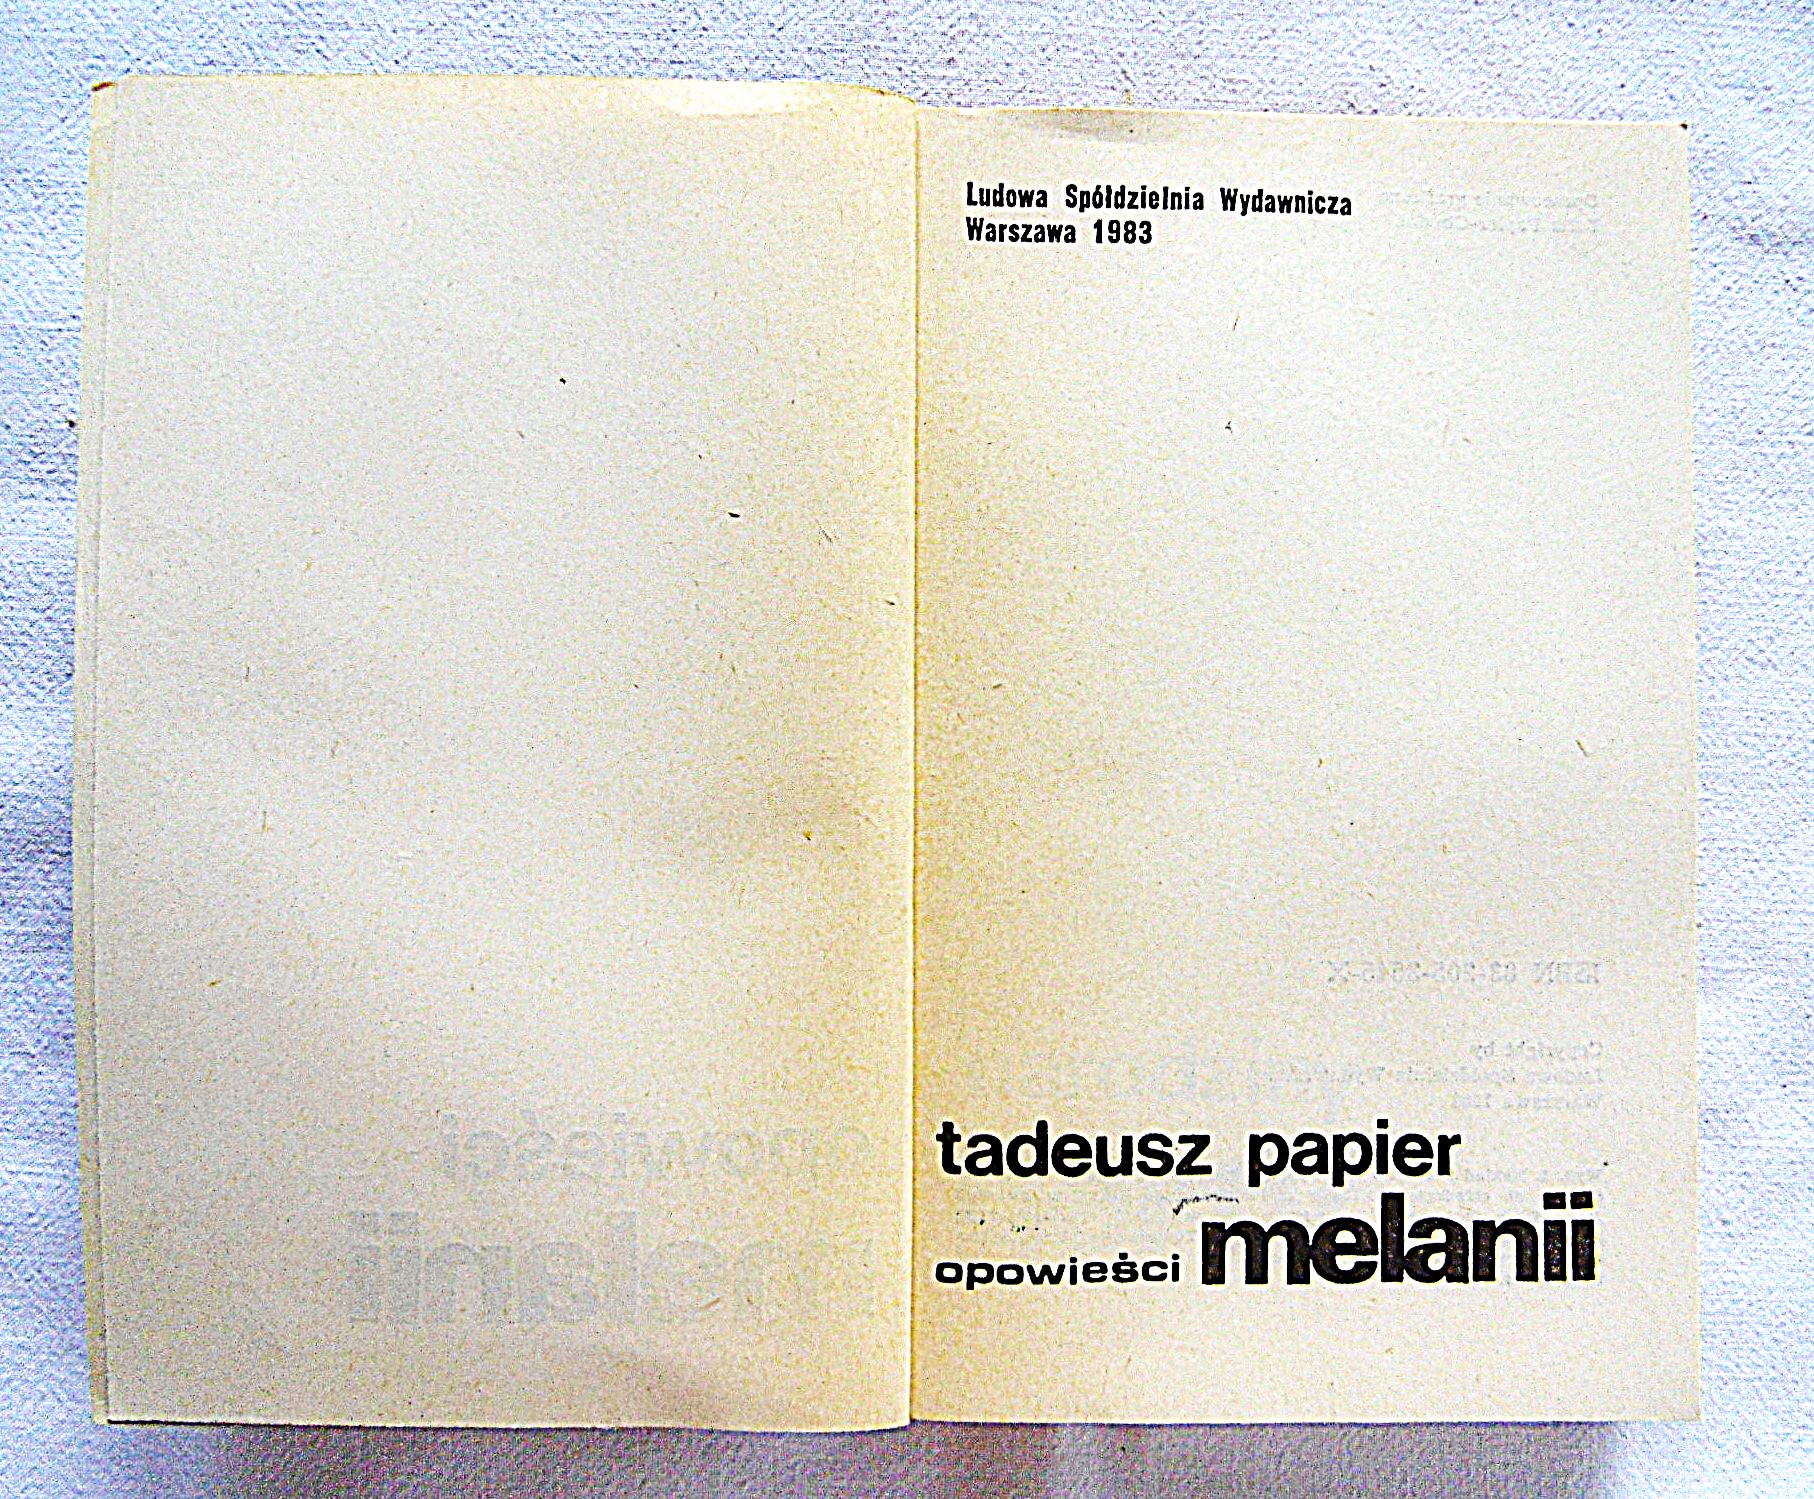 Ludowa Spółdzielnia Wydawnicza
Warszawa 1983
tadeusz papier
opowieści melanii